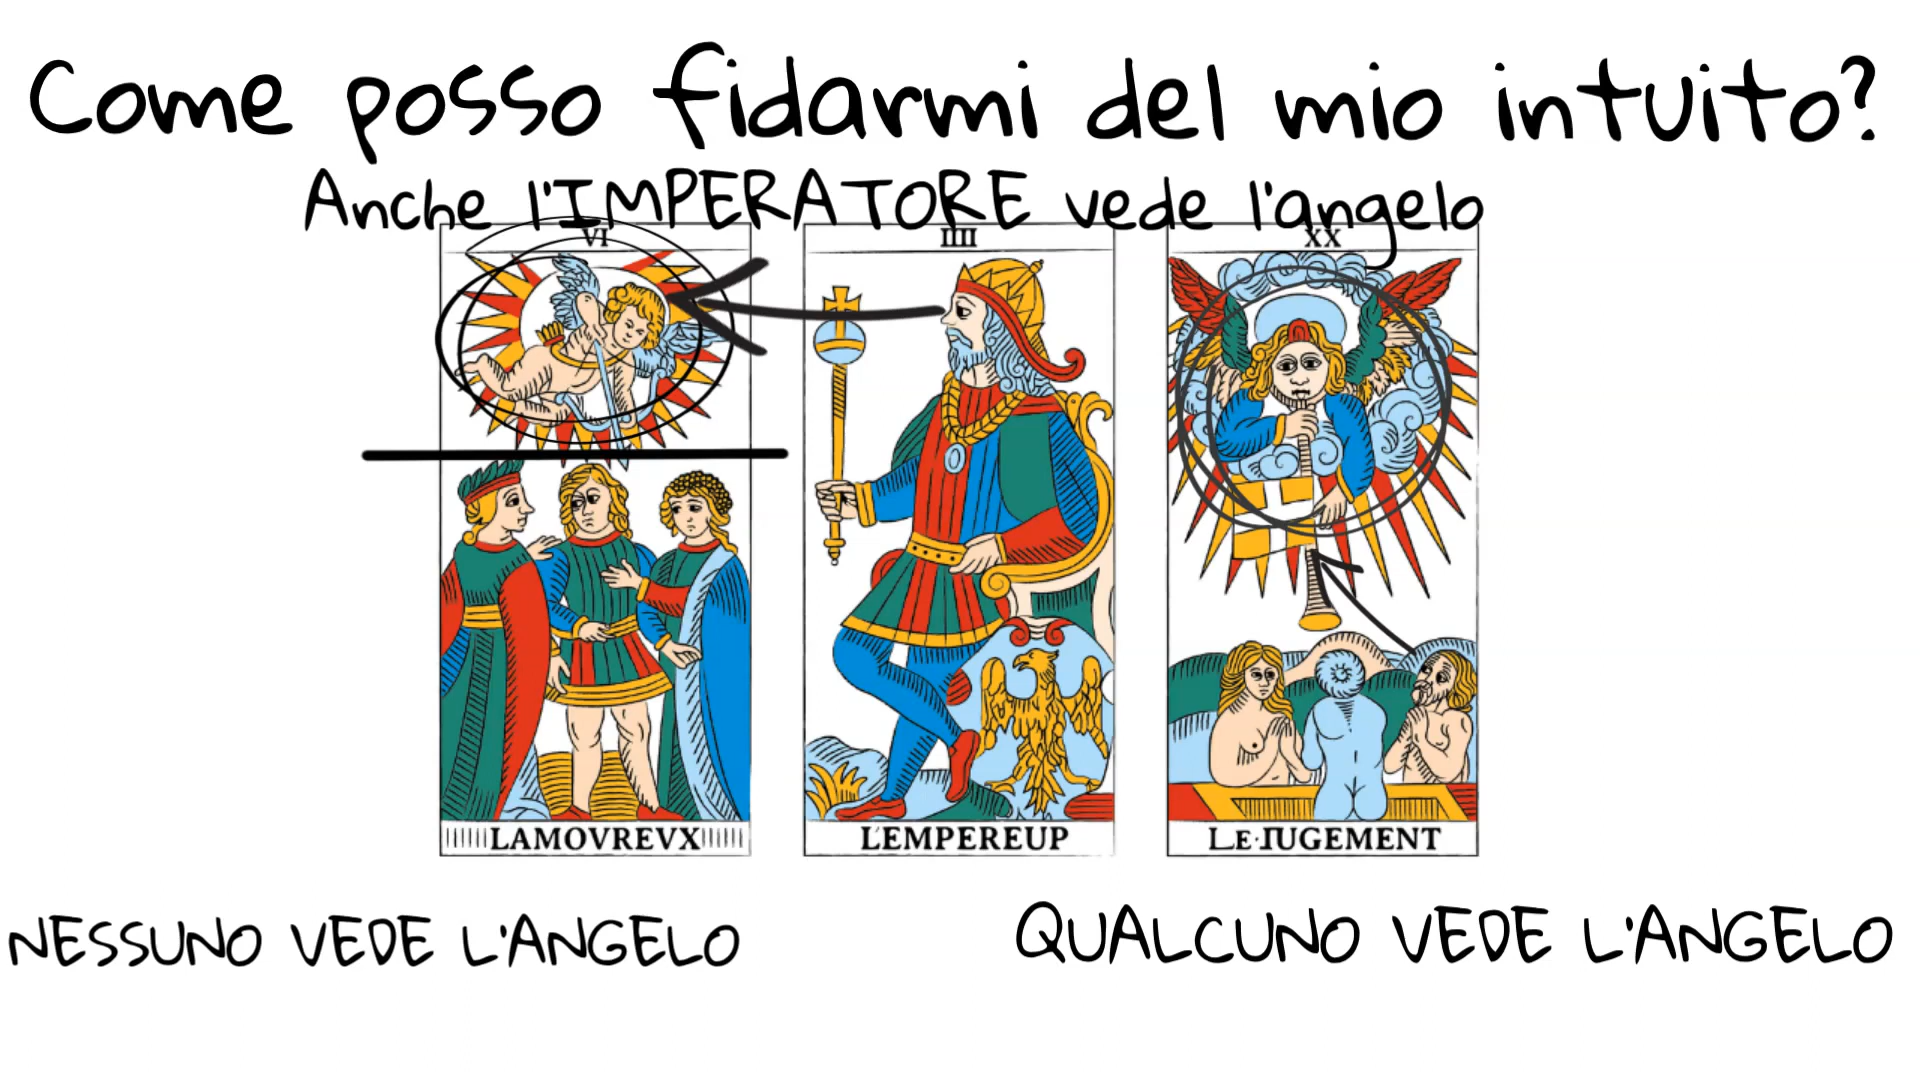 Come posso fidarmi del mio intuito?
Anche l'IMPERATORE vede l'angelo
VI
IIII
XX
LAMOVREVX
L'EMPEREUP
LE·IUGEMENT
NESSUNO VEDE L'ANGELO
QUALCUNO VEDE L'ANGELO